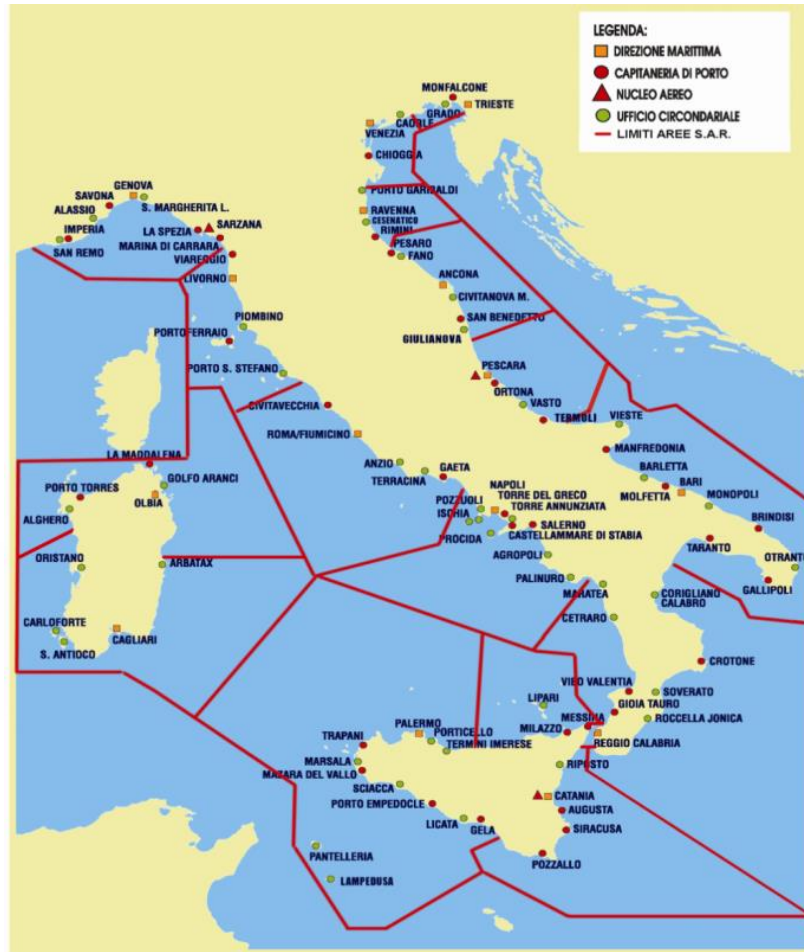 LEGENDA:
DIREZIONE MARITTIMA
CAPITANERIA DI PORTO
NUCLEO AEREO
UFFICIO CIRCONDARIALE
LIMITI AREE S.A.R.
MONFALCONE
GRADO
TRIESTE
CAORLE
VENEZIA
CHIOGGIA
PORTO GARIBALDI
RAVENNA
CESENATICO
RIMINI
PESARO
FANO
ANCONA
CIVITANOVA M.
SAN BENEDETTO
GIULIANOVA
PESCARA
ORTONA
VASTO
TERMOLI
VIESTE
MANFREDONIA
BARLETTA
BARI
MOLFETTA
MONOPOLI
BRINDISI
TARANTO
OTRANTO
GALLIPOLI
GENOVA
SAVONA
S. MARGHERITA L.
ALASSIO
IMPERIA
SAN REMO
LA SPEZIA
SARZANA
MARINA DI CARRARA
VIAREGGIO
LIVORNO
PIOMBINO
PORTOFERRAIO
PORTO S. STEFANO
CIVITAVECCHIA
ROMA/FIUMICINO
ANZIO
TERRACINA
GAETA
NAPOLI
POZZUOLI
TORRE DEL GRECO
ISCHIA
TORRE ANNUNZIATA
SALERNO
PROCIDA
CASTELLAMMARE DI STABIA
AGROPOLI
PALINURO
MARATEA
CORIGLIANO
CALABRO
CETRARO
CROTONE
VIBO VALENTIA
SOVERATO
GIOIA TAURO
ROCCELLA JONICA
REGGIO CALABRIA
LA MADDALENA
GOLFO ARANCI
PORTO TORRES
OLBIA
ALGHERO
ORISTANO
ARBATAX
CARLOFORTE
CAGLIARI
S. ANTIOCO
LIPARI
MESSINA
MILAZZO
PALERMO
PORTICELLO
TERMINI IMERESE
TRAPANI
MARSALA
MAZARA DEL VALLO
SCIACCA
PORTO EMPEDOCLE
LICATA
GELA
RIPOSTO
CATANIA
AUGUSTA
SIRACUSA
POZZALLO
PANTELLERIA
LAMPEDUSA